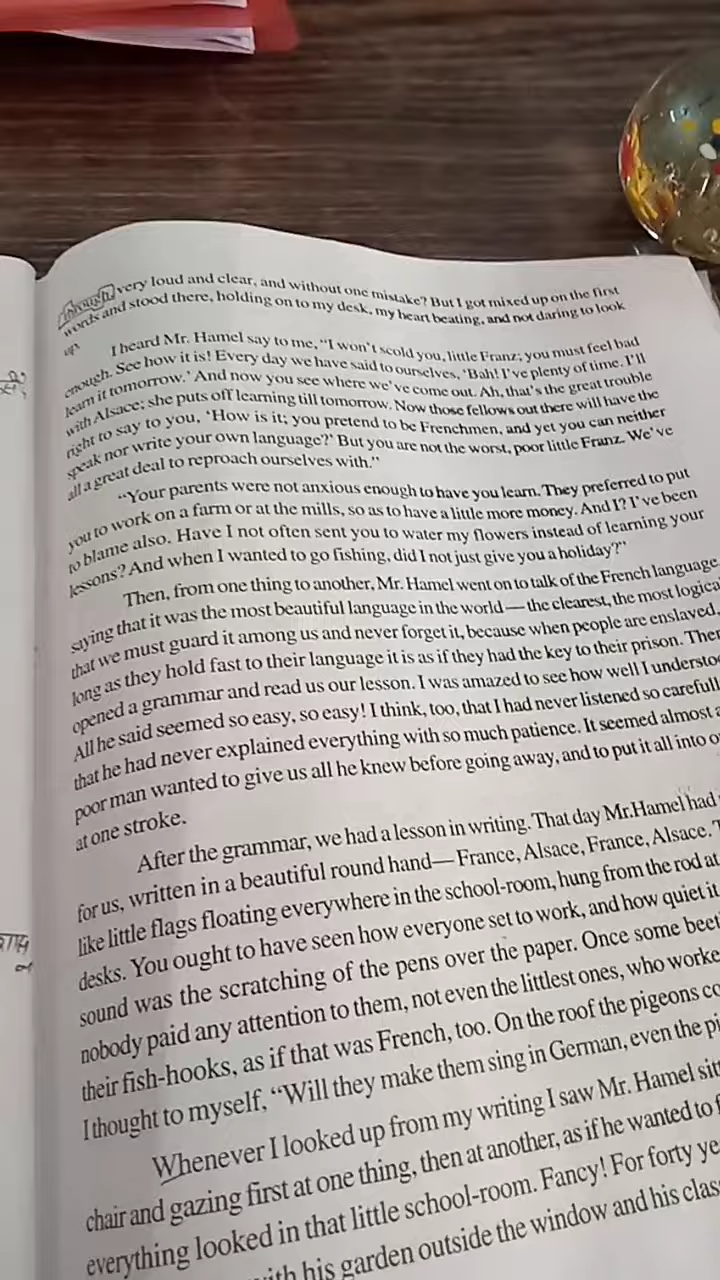 through very loud and clear, and without one mistake? But I got mixed up on the first
words and stood there, holding on to my desk, my heart beating, and not daring to look
up.
I heard Mr. Hamel say to me, “I won’t scold you, little Franz; you must feel bad
enough. See how it is! Every day we have said to ourselves, ‘Bah! I’ve plenty of time. I’ll
learn it tomorrow.’ And now you see where we’ve come out. Ah, that’s the great trouble
with Alsace; she puts off learning till tomorrow. Now those fellows out there will have the
right to say to you, ‘How is it; you pretend to be Frenchmen, and yet you can neither
speak nor write your own language?’ But you are not the worst, poor little Franz. We’ve
all a great deal to reproach ourselves with.”
“Your parents were not anxious enough to have you learn. They preferred to put
you to work on a farm or at the mills, so as to have a little more money. And I? I’ve been
to blame also. Have I not often sent you to water my flowers instead of learning your
lessons? And when I wanted to go fishing, did I not just give you a holiday?”
Then, from one thing to another, Mr. Hamel went on to talk of the French language
saying that it was the most beautiful language in the world — the clearest, the most logica
that we must guard it among us and never forget it, because when people are enslaved,
long as they hold fast to their language it is as if they had the key to their prison. Then
opened a grammar and read us our lesson. I was amazed to see how well I understo
All he said seemed so easy, so easy! I think, too, that I had never listened so carefull
that he had never explained everything with so much patience. It seemed almost a
poor man wanted to give us all he knew before going away, and to put it all into o
at one stroke.
After the grammar, we had a lesson in writing. That day Mr.Hamel had
for us, written in a beautiful round hand— France, Alsace, France, Alsace. T
like little flags floating everywhere in the school-room, hung from the rod at
desks. You ought to have seen how everyone set to work, and how quiet it
sound was the scratching of the pens over the paper. Once some beet
nobody paid any attention to them, not even the littlest ones, who worke
their fish-hooks, as if that was French, too. On the roof the pigeons co
I thought to myself, “Will they make them sing in German, even the pi
Whenever I looked up from my writing I saw Mr. Hamel sitt
chair and gazing first at one thing, then at another, as if he wanted to f
everything looked in that little school-room. Fancy! For forty ye
with his garden outside the window and his clas